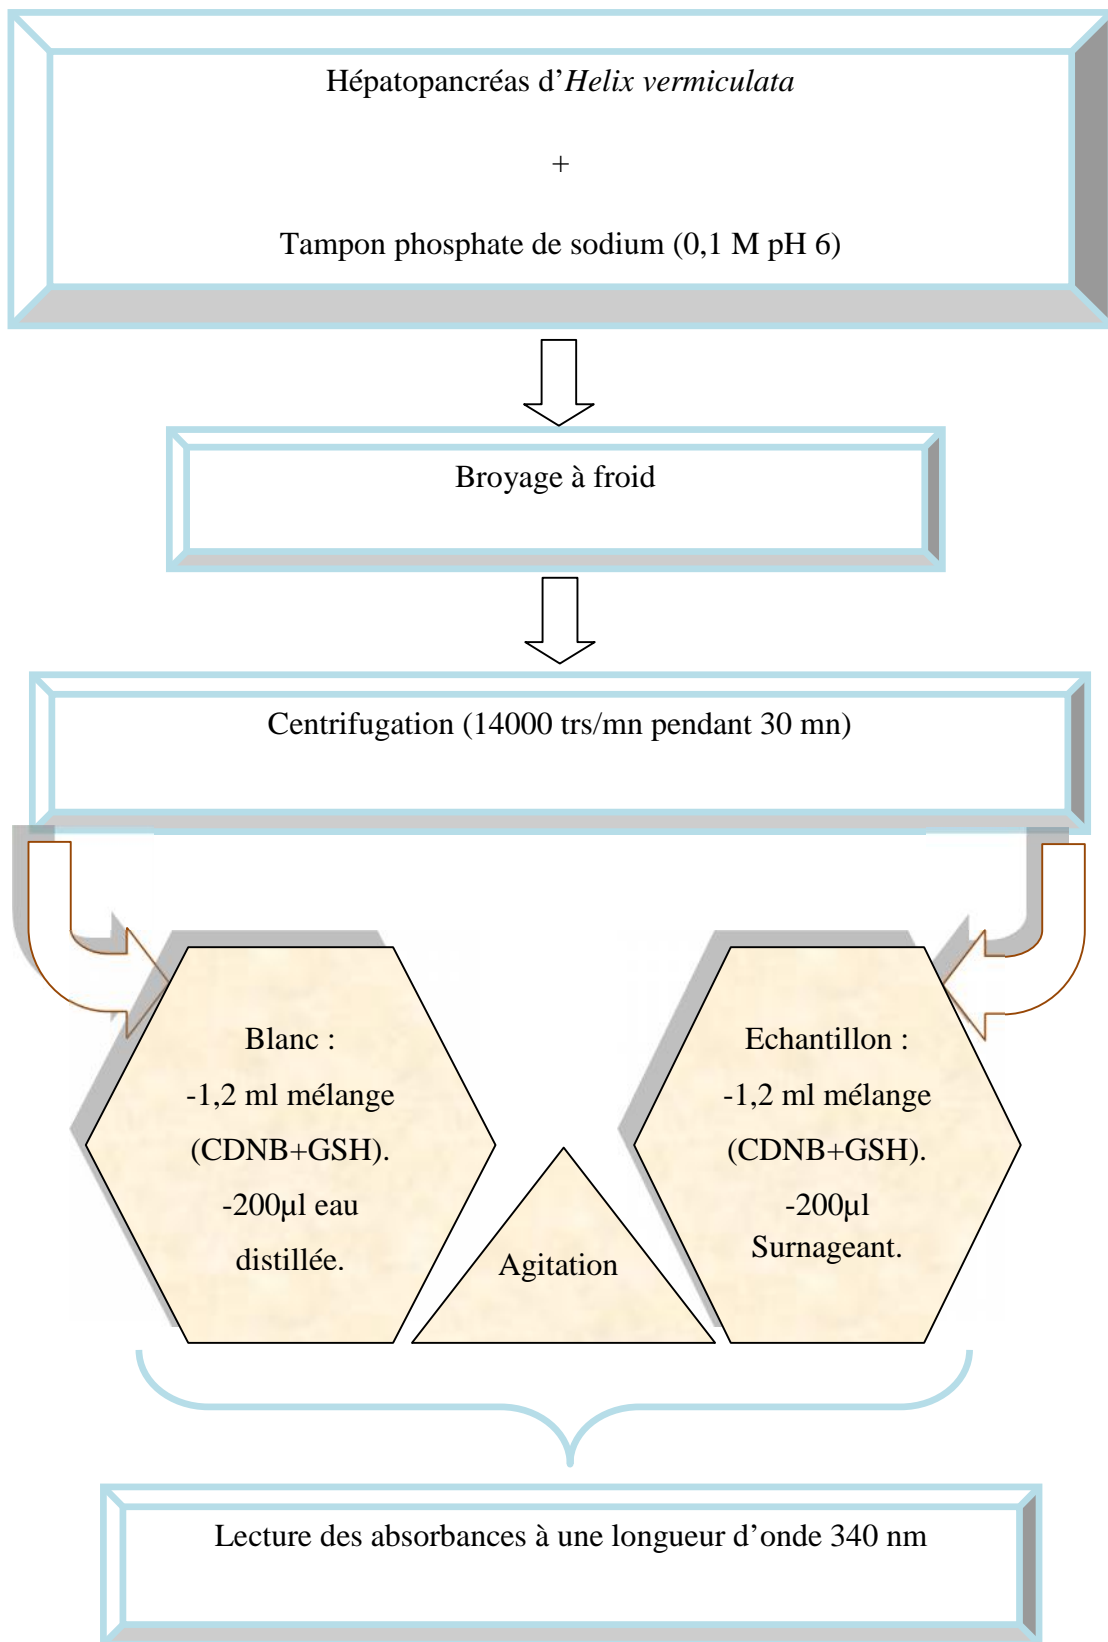 Hépatopancréas d’Helix vermiculata
+
Tampon phosphate de sodium (0,1 M pH 6)
Broyage à froid
Centrifugation (14000 trs/mn pendant 30 mn)
Blanc :
-1,2 ml mélange
(CDNB+GSH).
-200µl eau
distillée.
Agitation
Echantillon :
-1,2 ml mélange
(CDNB+GSH).
-200µl
Surnageant.
Lecture des absorbances à une longueur d’onde 340 nm